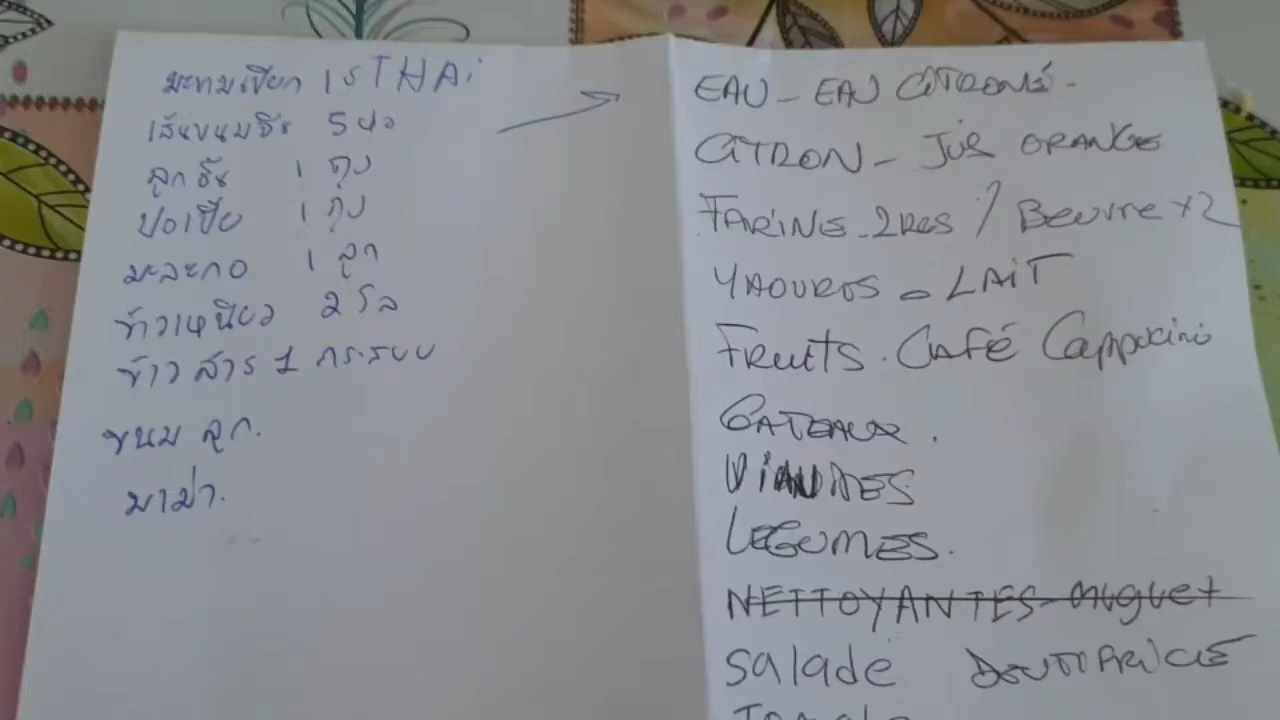 มะขามเปียก 1 ร THAi
เส้นขนมจีน 5 ห่อ
ลูกชิ้น 1 ถุง
ปอเปี๊ย 1 ถุง
มะละกอ 1 ลูก
ข้าวเหนียว 2 โล
ข้าวสาร 1 กระสอบ
ขนม ลูก.
มาม่า.
EAU - EAU CITRONÉ -
CITRON - JUS ORANGE
FARINE - 2KGS / Beurre x2
YAOURTS - LAIT
FRUITS . CAFÉ Cappucino
GATEAUX .
VIANDES
LEGUMES .
NETTOYANTES - muguet
Salade DENTIFRICE